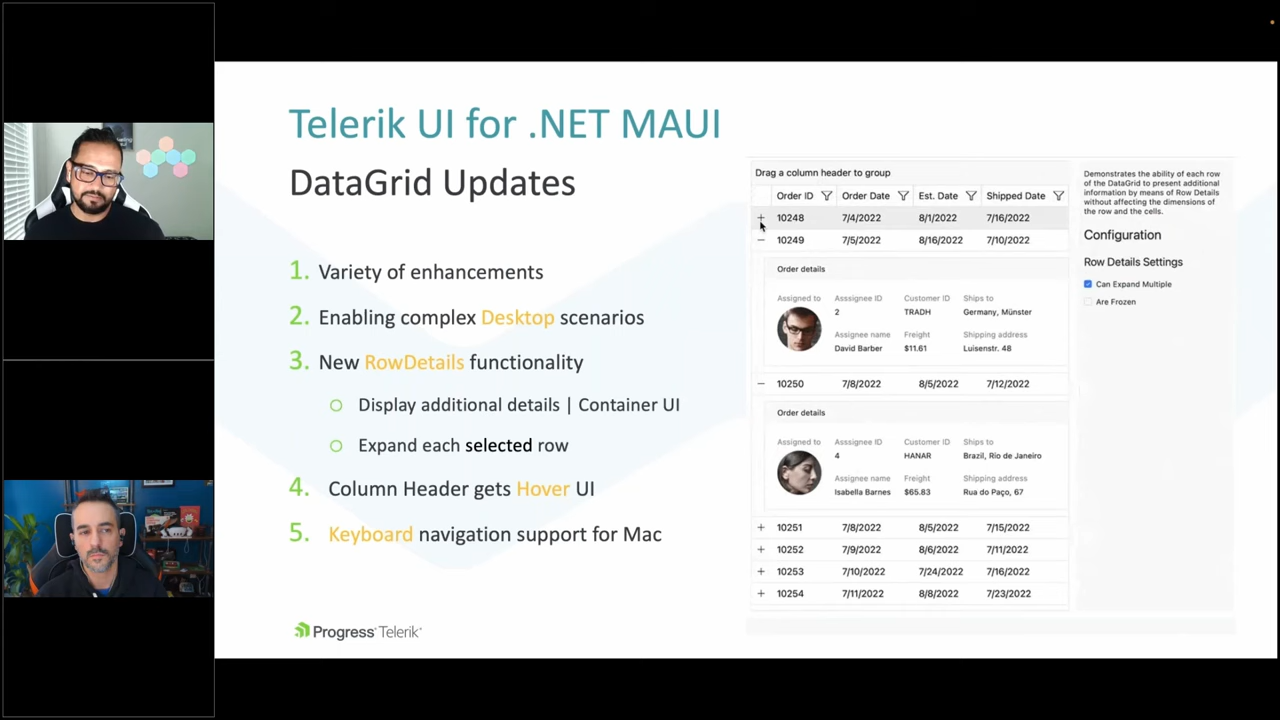 Telerik UI for .NET MAUI
DataGrid Updates
1. Variety of enhancements
2. Enabling complex Desktop scenarios
3. New RowDetails functionality
Display additional details | Container UI
Expand each selected row
4. Column Header gets Hover UI
5. Keyboard navigation support for Mac
Progress Telerik
Drag a column header to group
Order ID Order Date Est. Date Shipped Date
+ 10248 7/4/2022 8/1/2022 7/16/2022
− 10249 7/5/2022 8/16/2022 7/10/2022
Order details
Assigned to Asssignee ID Customer ID Ships to
2 TRADH Germany, Münster
Assignee name Freight Shipping address
David Barber $11.61 Luisenstr. 48
− 10250 7/8/2022 8/5/2022 7/12/2022
Order details
Assigned to Asssignee ID Customer ID Ships to
4 HANAR Brazil, Rio de Janeiro
Assignee name Freight Shipping address
Isabella Barnes $65.83 Rua do Paço, 67
+ 10251 7/8/2022 8/5/2022 7/15/2022
+ 10252 7/9/2022 8/6/2022 7/11/2022
+ 10253 7/10/2022 7/24/2022 7/16/2022
+ 10254 7/11/2022 8/8/2022 7/23/2022
Demonstrates the ability of each row
of the DataGrid to present additional
information by means of Row Details
without affecting the dimensions of
the row and the cells.
Configuration
Row Details Settings
Can Expand Multiple
Are Frozen